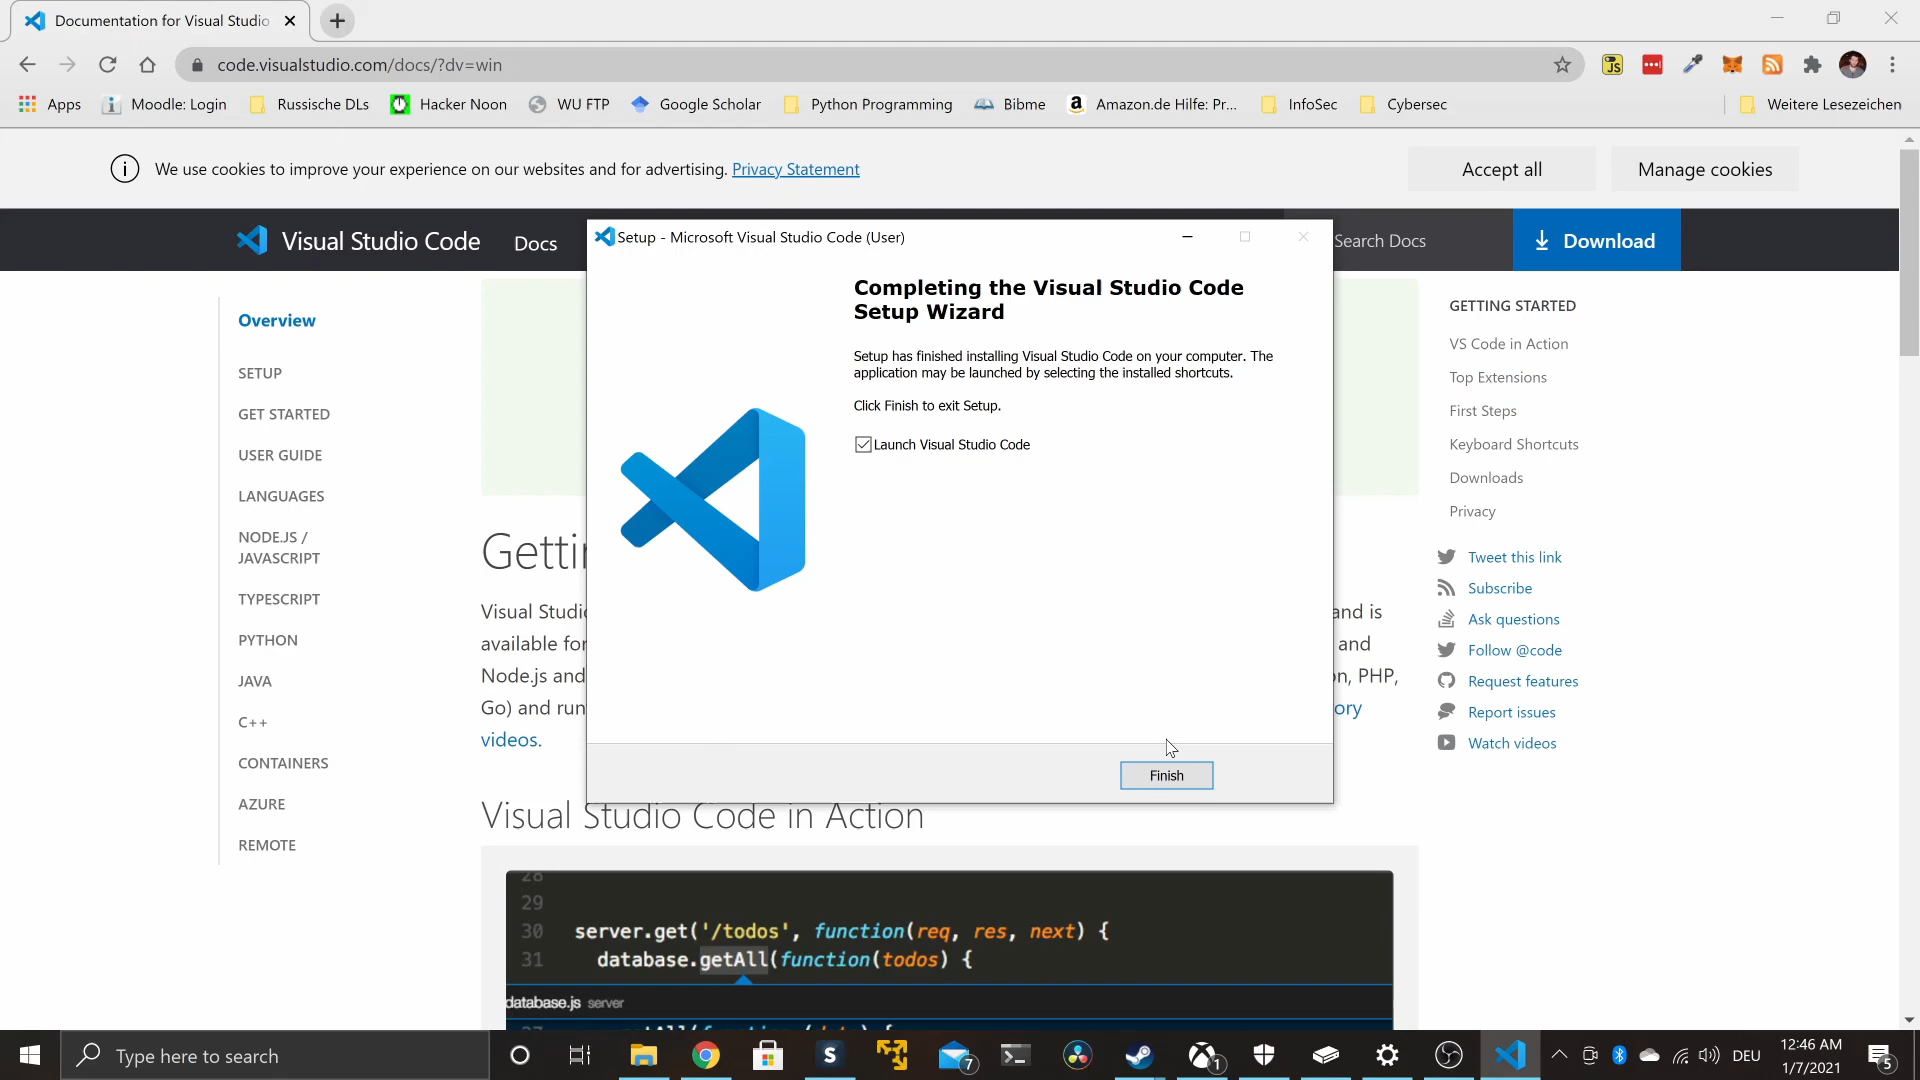 Documentation for Visual Studio
code.visualstudio.com/docs/?dv=win
JS
Apps
Moodle: Login
Russische DLs
Hacker Noon
WU FTP
Google Scholar
Python Programming
Bibme
Amazon.de Hilfe: Pr...
InfoSec
Cybersec
Weitere Lesezeichen
We use cookies to improve your experience on our websites and for advertising. Privacy Statement
Accept all
Manage cookies
Visual Studio Code
Docs
Search Docs
Download
Setup - Microsoft Visual Studio Code (User)
Completing the Visual Studio Code
Setup Wizard
Setup has finished installing Visual Studio Code on your computer. The
application may be launched by selecting the installed shortcuts.
Click Finish to exit Setup.
Launch Visual Studio Code
Finish
Overview
SETUP
GET STARTED
USER GUIDE
LANGUAGES
NODE.JS /
JAVASCRIPT
TYPESCRIPT
PYTHON
JAVA
C++
CONTAINERS
AZURE
REMOTE
Getti
Visual Studi and is
available for and
Node.js and n, PHP,
Go) and run ory
videos.
Visual Studio Code in Action
28
29
30 server.get('/todos', function(req, res, next) {
31 database.getAll(function(todos) {
database.js server
GETTING STARTED
VS Code in Action
Top Extensions
First Steps
Keyboard Shortcuts
Downloads
Privacy
Tweet this link
Subscribe
Ask questions
Follow @code
Request features
Report issues
Watch videos
Type here to search
S
7
1
DEU
12:46 AM
1/7/2021
5